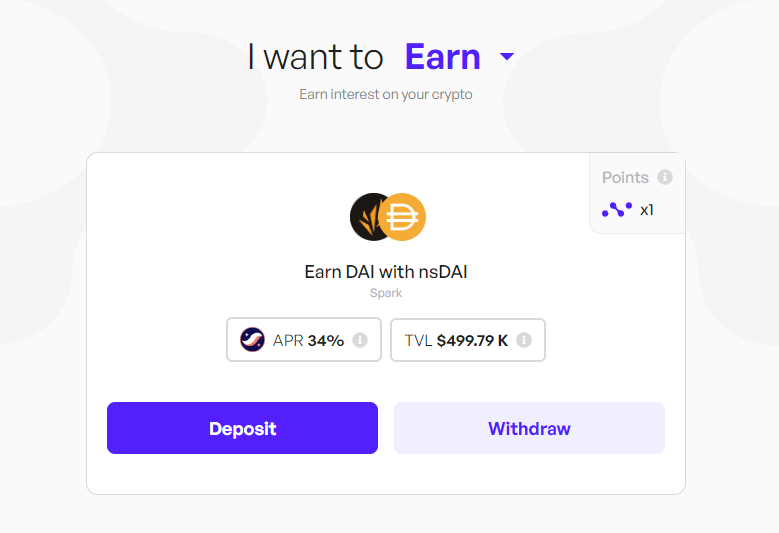 I want to Earn
Earn interest on your crypto
Points
x1
Earn DAI with nsDAI
Spark
APR 34%
TVL $499.79 K
Deposit
Withdraw